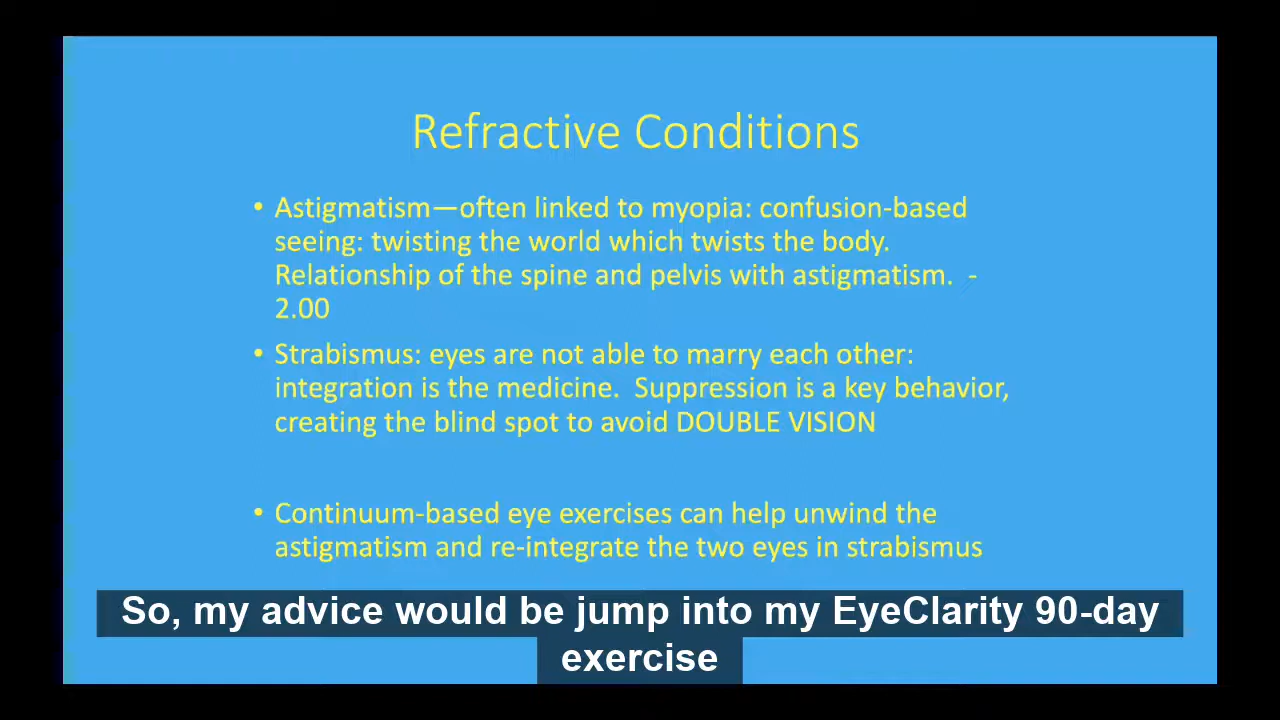 Refractive Conditions
• Astigmatism—often linked to myopia: confusion-based
seeing: twisting the world which twists the body.
Relationship of the spine and pelvis with astigmatism. -
2.00
• Strabismus: eyes are not able to marry each other:
integration is the medicine. Suppression is a key behavior,
creating the blind spot to avoid DOUBLE VISION
• Continuum-based eye exercises can help unwind the
astigmatism and re-integrate the two eyes in strabismus
So, my advice would be jump into my EyeClarity 90-day
exercise